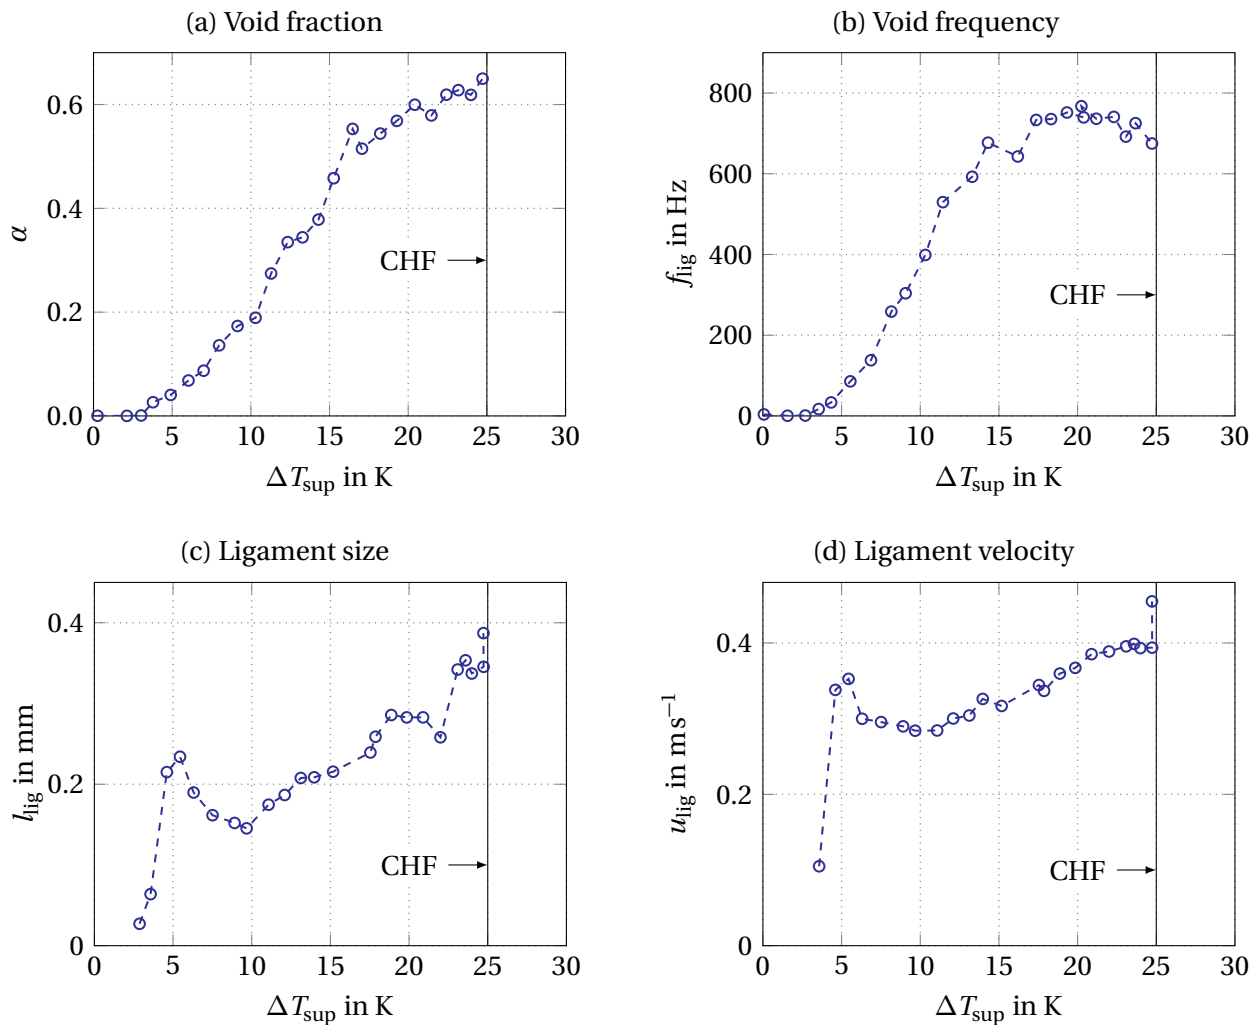 (a) Void fraction
0.6
0.4
0.2
0.0
α
CHF
0 5 10 15 20 25 30
ΔT_sup in K
(b) Void frequency
800
600
400
200
0
f_lig in Hz
CHF
0 5 10 15 20 25 30
ΔT_sup in K
(c) Ligament size
0.4
0.2
0
l_lig in mm
CHF
0 5 10 15 20 25 30
ΔT_sup in K
(d) Ligament velocity
0.4
0.2
0
u_lig in m s⁻¹
CHF
0 5 10 15 20 25 30
ΔT_sup in K